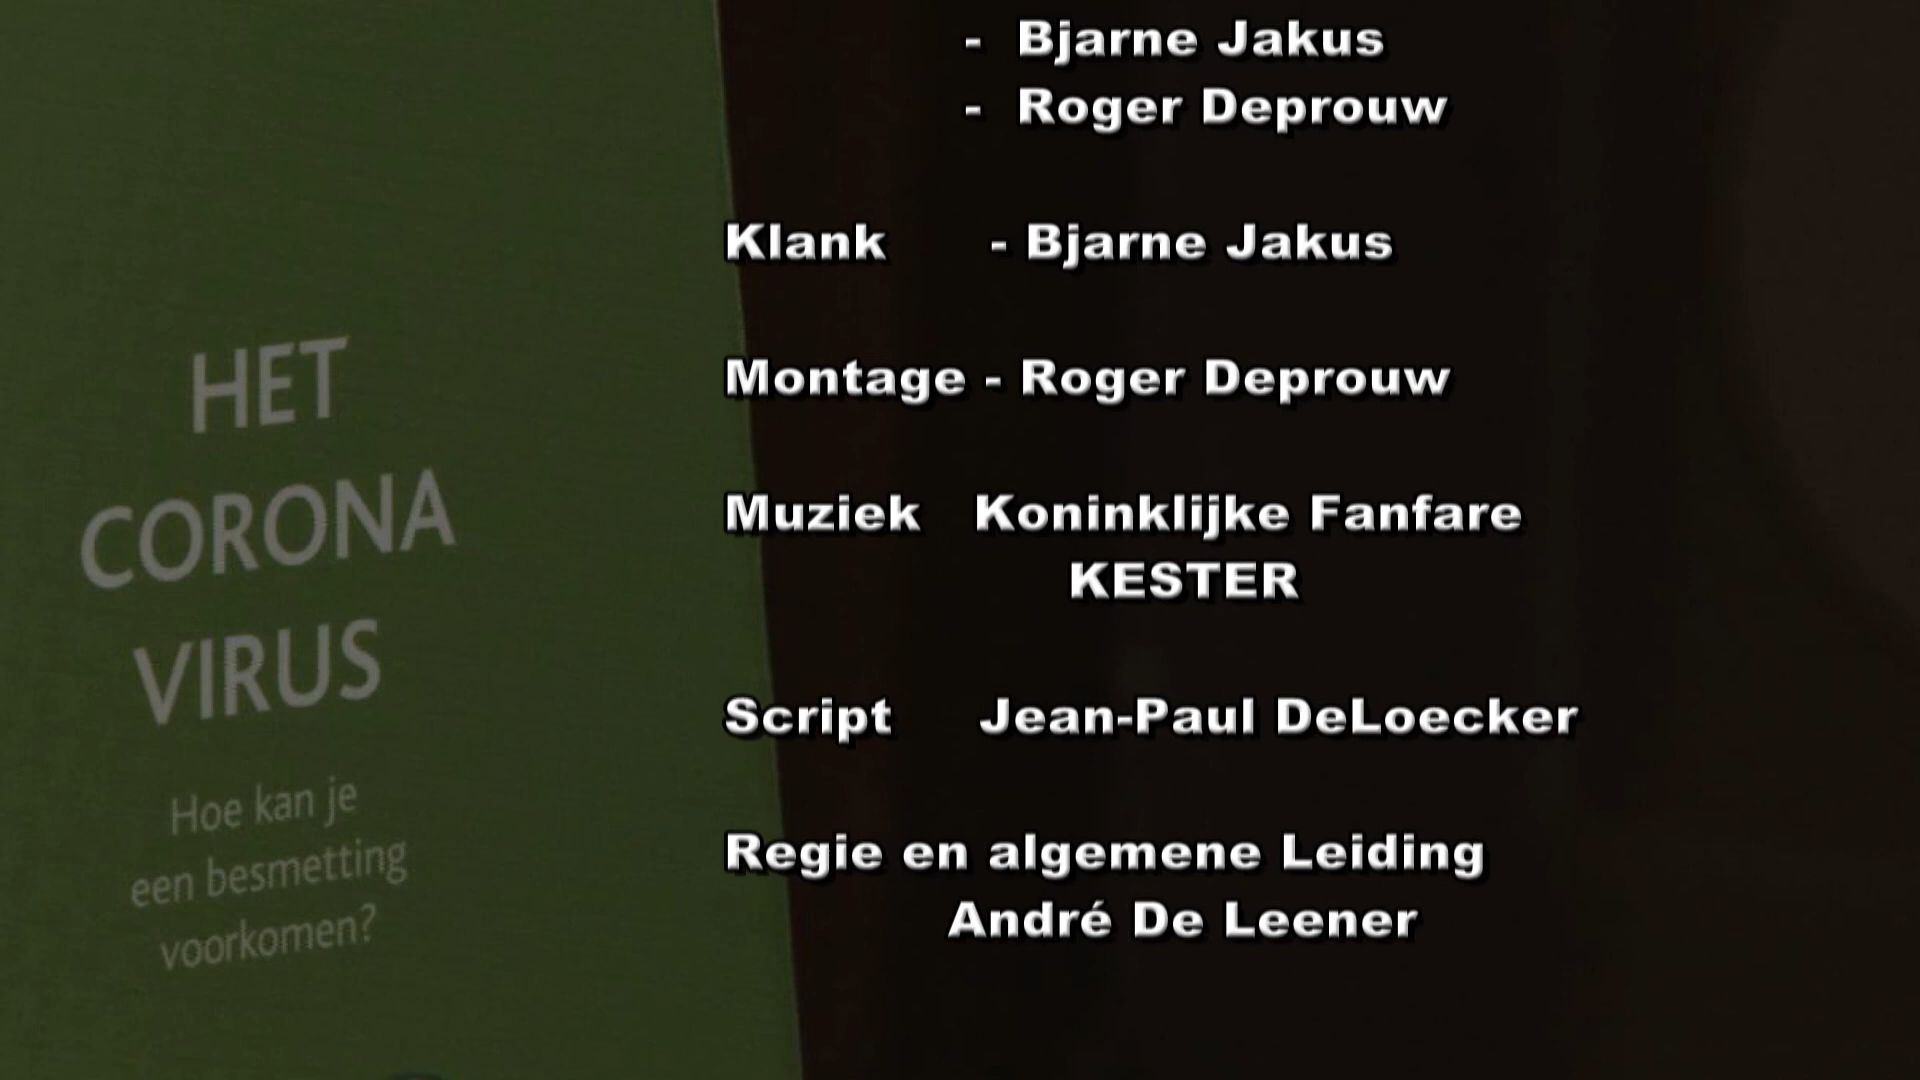 - Bjarne Jakus
- Roger Deprouw
Klank - Bjarne Jakus
Montage - Roger Deprouw
Muziek Koninklijke Fanfare
KESTER
Script Jean-Paul DeLoecker
Regie en algemene Leiding
André De Leener
HET
CORONA
VIRUS
Hoe kan je
een besmetting
voorkomen?